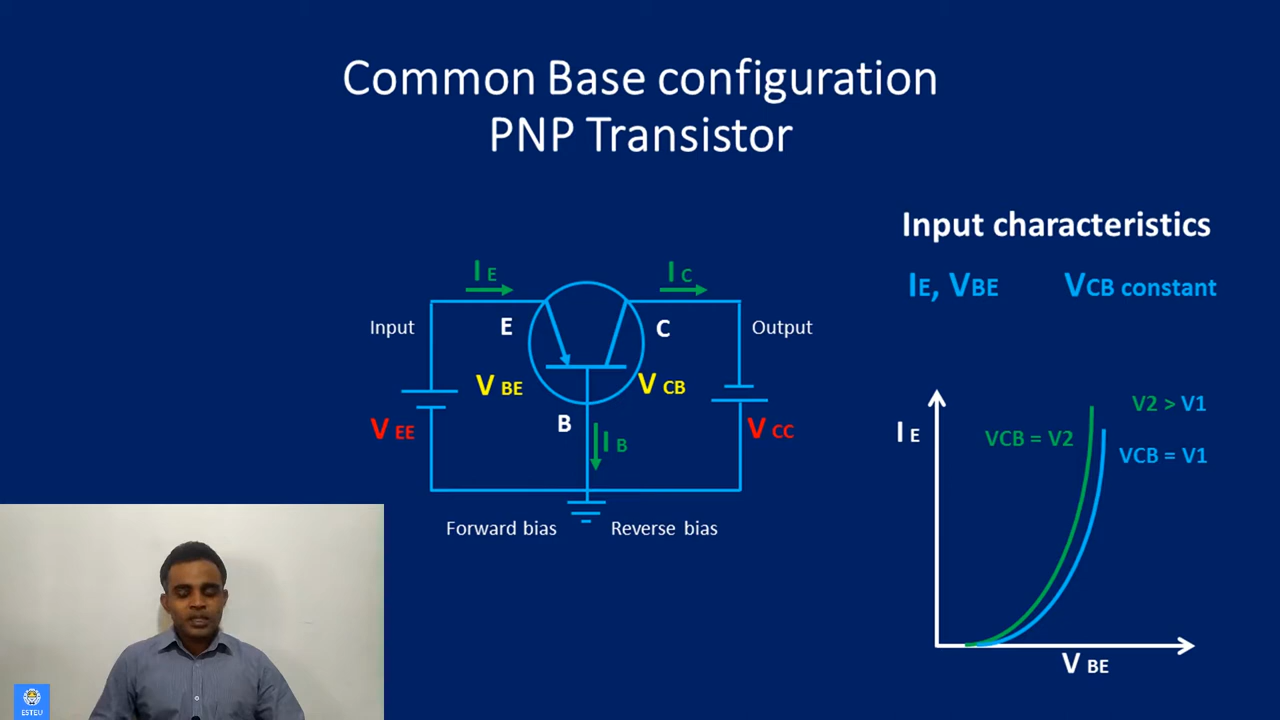 Common Base configuration
PNP Transistor
Input characteristics
IE, VBE VCB constant
I E
I C
Input
E
C
Output
V BE
V CB
V EE
B
I B
V CC
Forward bias
Reverse bias
I E
V2 > V1
VCB = V2
VCB = V1
V BE
ESTEU